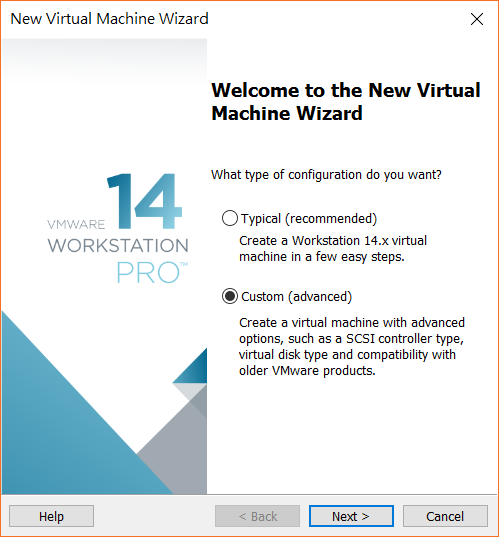 New Virtual Machine Wizard
Welcome to the New Virtual
Machine Wizard
What type of configuration do you want?
Typical (recommended)
Create a Workstation 14.x virtual
machine in a few easy steps.
Custom (advanced)
Create a virtual machine with advanced
options, such as a SCSI controller type,
virtual disk type and compatibility with
older VMware products.
14
VMWARE
WORKSTATION
PRO™
Help
< Back
Next >
Cancel